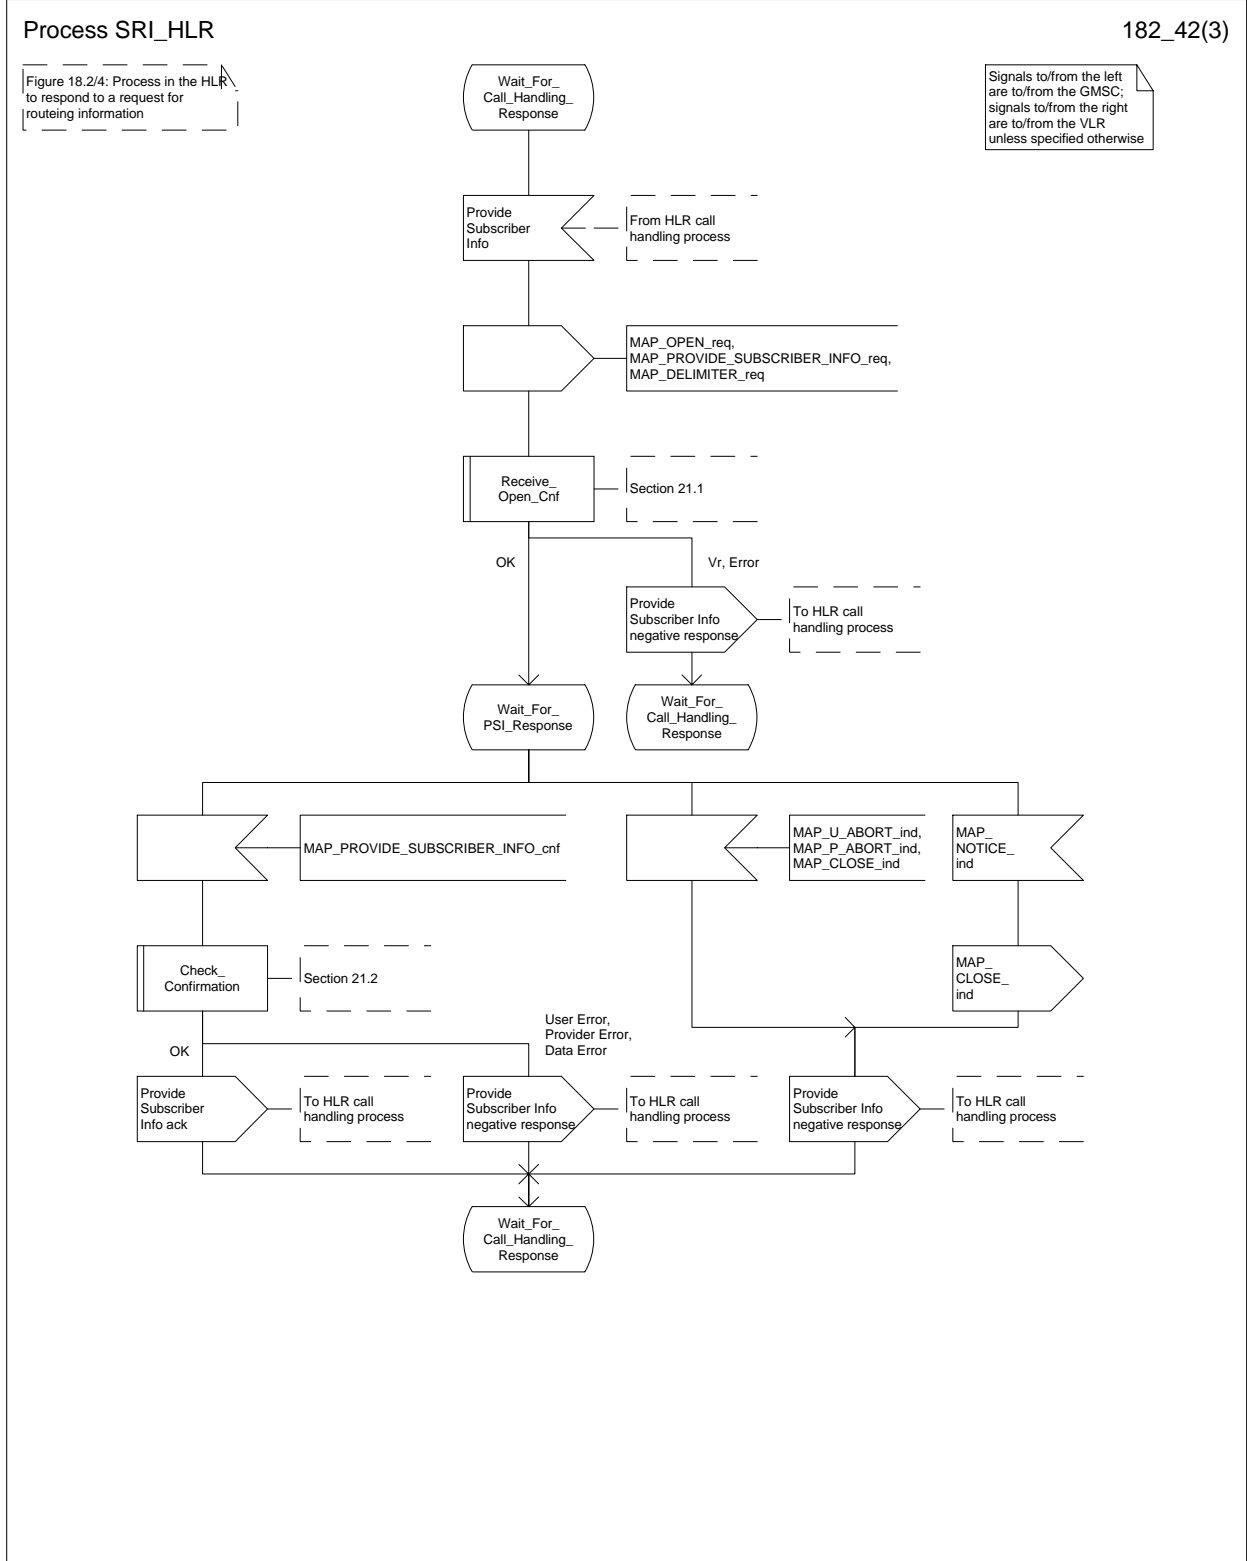 Process SRI_HLR
182_42(3)
Figure 18.2/4: Process in the HLR
to respond to a request for
routeing information
Wait_For_
Call_Handling_
Response
Signals to/from the left
are to/from the GMSC;
signals to/from the right
are to/from the VLR
unless specified otherwise
Provide
Subscriber
Info
From HLR call
handling process
MAP_OPEN_req,
MAP_PROVIDE_SUBSCRIBER_INFO_req,
MAP_DELIMITER_req
Receive_
Open_Cnf
Section 21.1
OK
Vr, Error
Provide
Subscriber Info
negative response
To HLR call
handling process
Wait_For_
PSI_Response
Wait_For_
Call_Handling_
Response
MAP_PROVIDE_SUBSCRIBER_INFO_cnf
MAP_U_ABORT_ind,
MAP_P_ABORT_ind,
MAP_CLOSE_ind
MAP_
NOTICE_
ind
Check_
Confirmation
Section 21.2
MAP_
CLOSE_
ind
User Error,
Provider Error,
Data Error
OK
Provide
Subscriber
Info ack
To HLR call
handling process
Provide
Subscriber Info
negative response
To HLR call
handling process
Provide
Subscriber Info
negative response
To HLR call
handling process
Wait_For_
Call_Handling_
Response